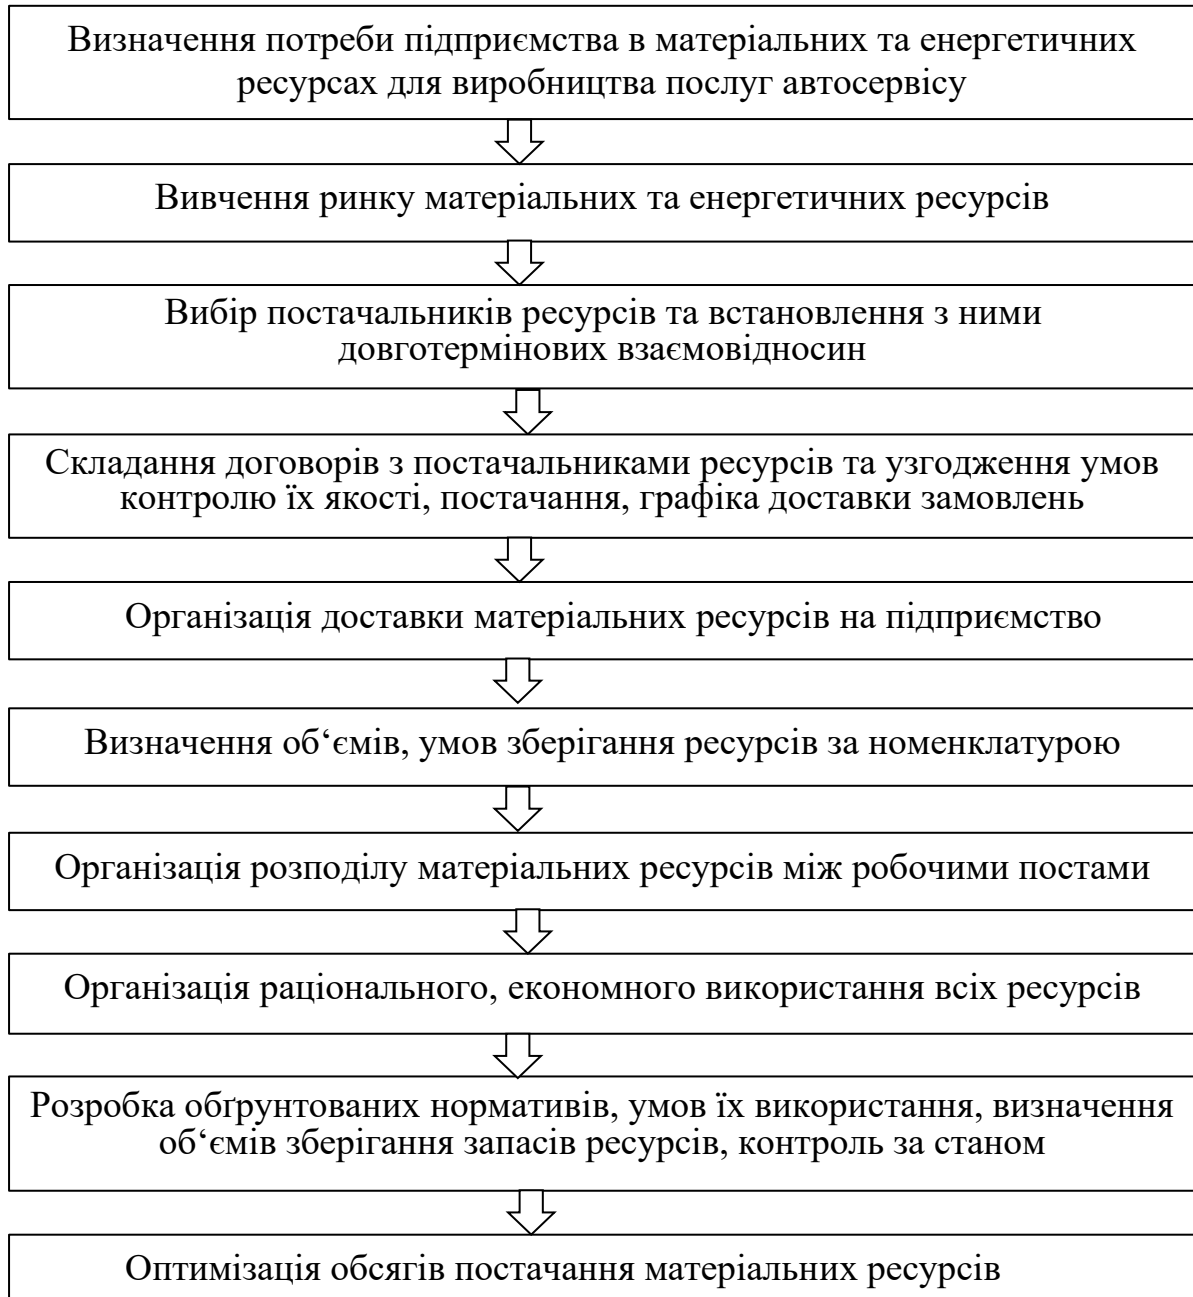 Визначення потреби підприємства в матеріальних та енергетичних
ресурсах для виробництва послуг автосервісу
Вивчення ринку матеріальних та енергетичних ресурсів
Вибір постачальників ресурсів та встановлення з ними
довготермінових взаємовідносин
Складання договорів з постачальниками ресурсів та узгодження умов
контролю їх якості, постачання, графіка доставки замовлень
Організація доставки матеріальних ресурсів на підприємство
Визначення об‘ємів, умов зберігання ресурсів за номенклатурою
Організація розподілу матеріальних ресурсів між робочими постами
Організація раціонального, економного використання всіх ресурсів
Розробка обґрунтованих нормативів, умов їх використання, визначення
об‘ємів зберігання запасів ресурсів, контроль за станом
Оптимізація обсягів постачання матеріальних ресурсів